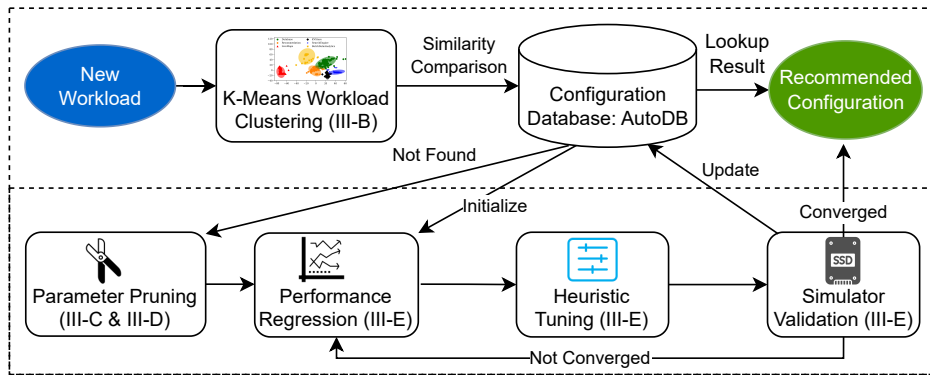 New
Workload
K-Means Workload
Clustering (III-B)
Similarity
Comparison
Configuration
Database: AutoDB
Lookup
Result
Recommended
Configuration
Not Found
Initialize
Update
Converged
Parameter Pruning
(III-C & III-D)
Performance
Regression (III-E)
Heuristic
Tuning (III-E)
SSD
Simulator
Validation (III-E)
Not Converged